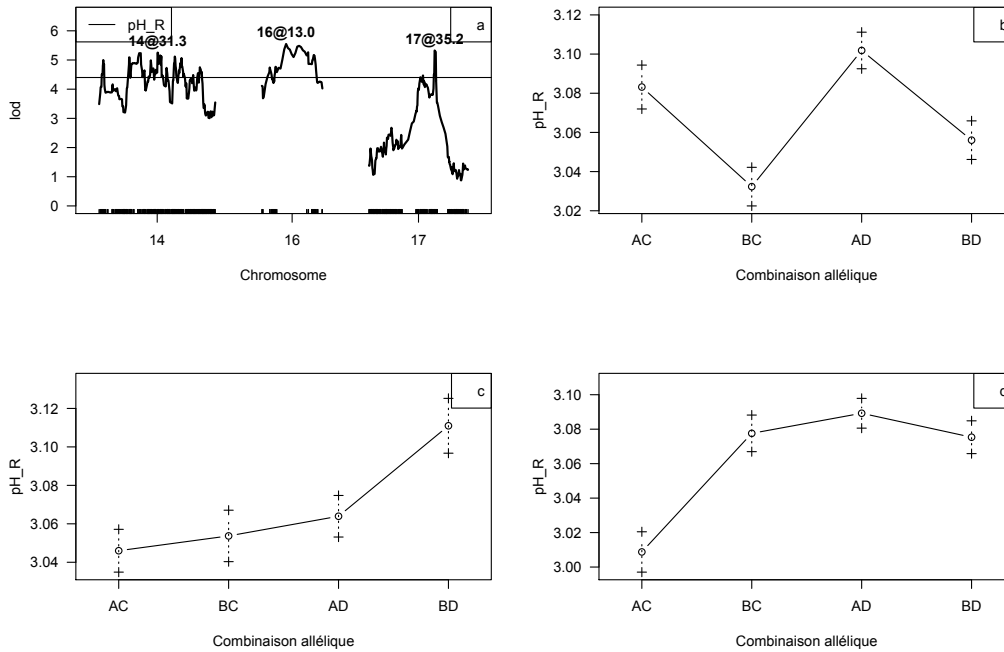 pH_R
a
14@31.3
16@13.0
17@35.2
lod
6
5
4
3
2
1
0
14
16
17
Chromosome
b
pH_R
3.12
3.10
3.08
3.06
3.04
3.02
AC
BC
AD
BD
Combinaison allélique
c
pH_R
3.12
3.10
3.08
3.06
3.04
AC
BC
AD
BD
Combinaison allélique
d
pH_R
3.10
3.08
3.06
3.04
3.02
3.00
AC
BC
AD
BD
Combinaison allélique